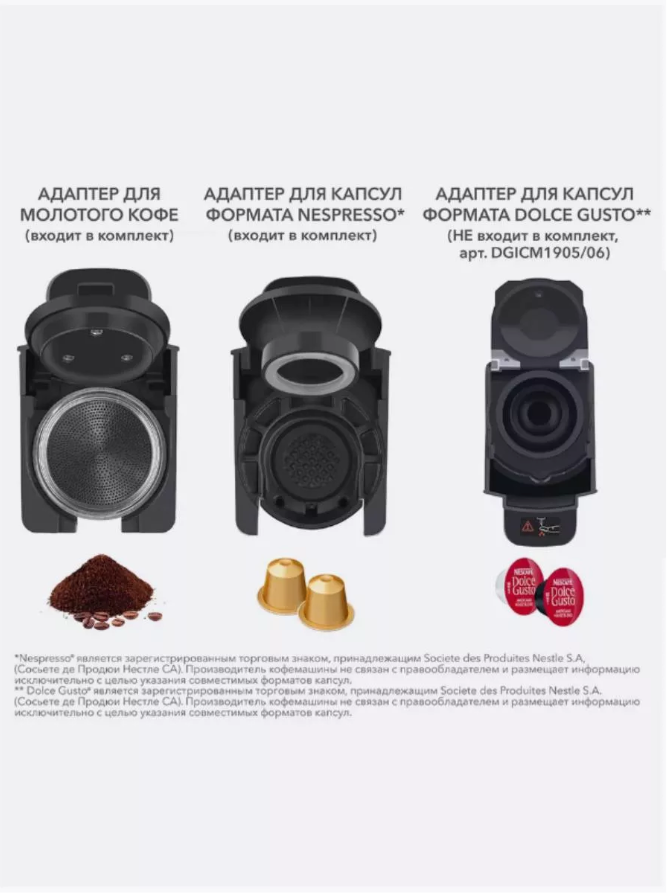 АДАПТЕР ДЛЯ
МОЛОТОГО КОФЕ
(входит в комплект)
АДАПТЕР ДЛЯ КАПСУЛ
ФОРМАТА NESPRESSO*
(входит в комплект)
АДАПТЕР ДЛЯ КАПСУЛ
ФОРМАТА DOLCE GUSTO**
(НЕ входит в комплект,
арт. DGICM1905/06)
NESCAFÉ
Dolce
Gusto
NESCAFÉ
Dolce
Gusto
*Nespresso® является зарегистрированным торговым знаком, принадлежащим Societe des Produites Nestle S.A,
(Сосьете де Продюи Нестле СА). Производитель кофемашины не связан с правообладателем и размещает информацию
исключительно с целью указания совместимых форматов капсул.
** Dolce Gusto® является зарегистрированным торговым знаком, принадлежащим Societe des Produites Nestle S.A.
(Сосьете де Продюи Нестле СА). Производитель кофемашины не связан с правообладателем и размещает информацию
исключительно с целью указания совместимых форматов капсул.